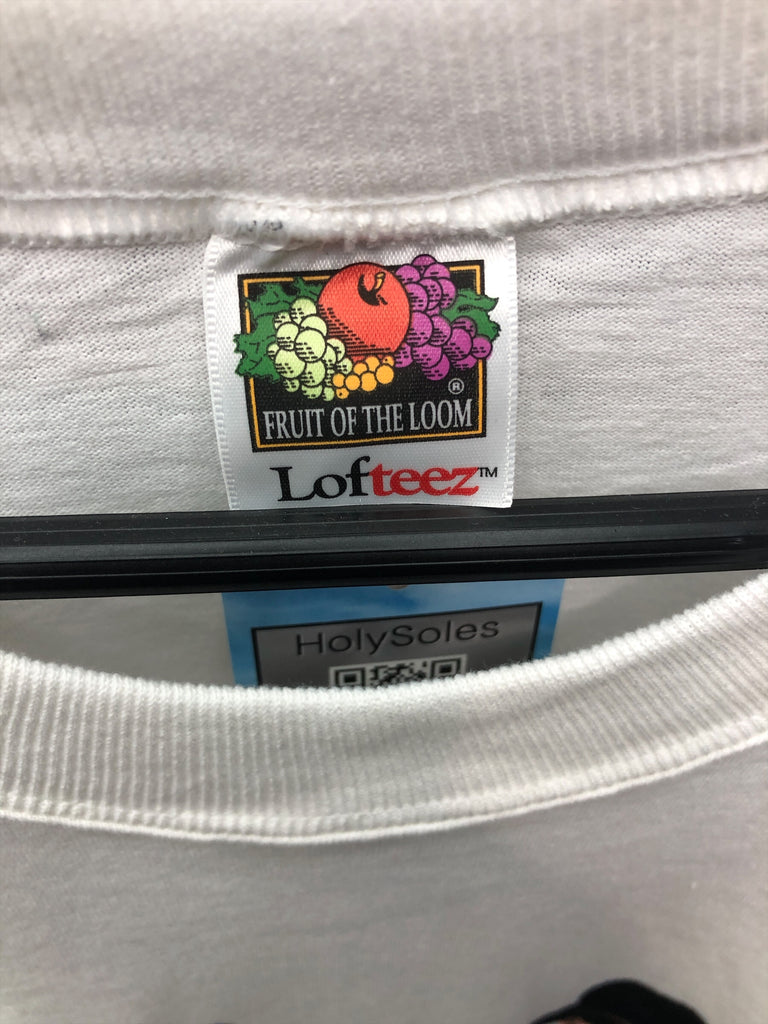 FRUIT OF THE LOOM ®
Lofteez™
HolySoles